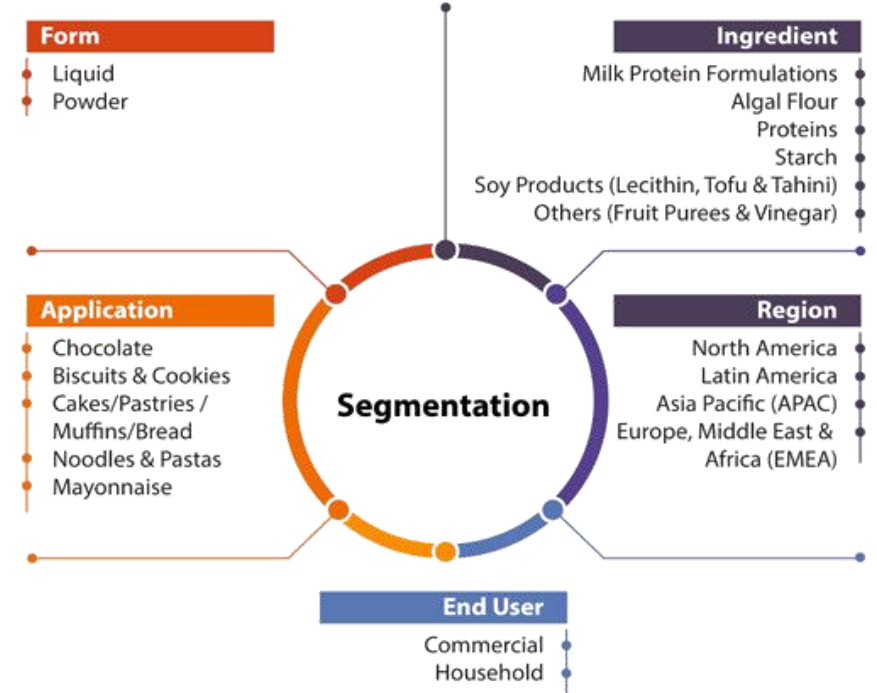 Form
Liquid
Powder
Ingredient
Milk Protein Formulations
Algal Flour
Proteins
Starch
Soy Products (Lecithin, Tofu & Tahini)
Others (Fruit Purees & Vinegar)
Application
Chocolate
Biscuits & Cookies
Cakes/Pastries /
Muffins/Bread
Noodles & Pastas
Mayonnaise
Segmentation
Region
North America
Latin America
Asia Pacific (APAC)
Europe, Middle East &
Africa (EMEA)
End User
Commercial
Household